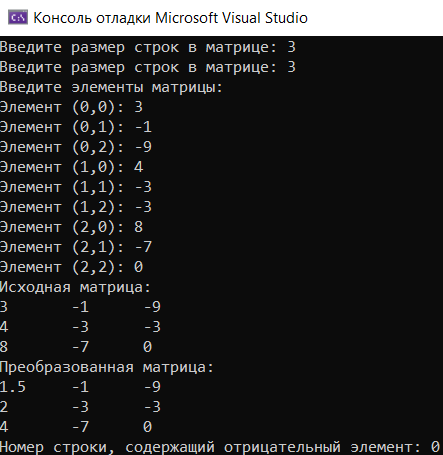 Консоль отладки Microsoft Visual Studio
Введите размер строк в матрице: 3
Введите размер строк в матрице: 3
Введите элементы матрицы:
Элемент (0,0): 3
Элемент (0,1): -1
Элемент (0,2): -9
Элемент (1,0): 4
Элемент (1,1): -3
Элемент (1,2): -3
Элемент (2,0): 8
Элемент (2,1): -7
Элемент (2,2): 0
Исходная матрица:
3 -1 -9
4 -3 -3
8 -7 0
Преобразованная матрица:
1.5 -1 -9
2 -3 -3
4 -7 0
Номер строки, содержащий отрицательный элемент: 0